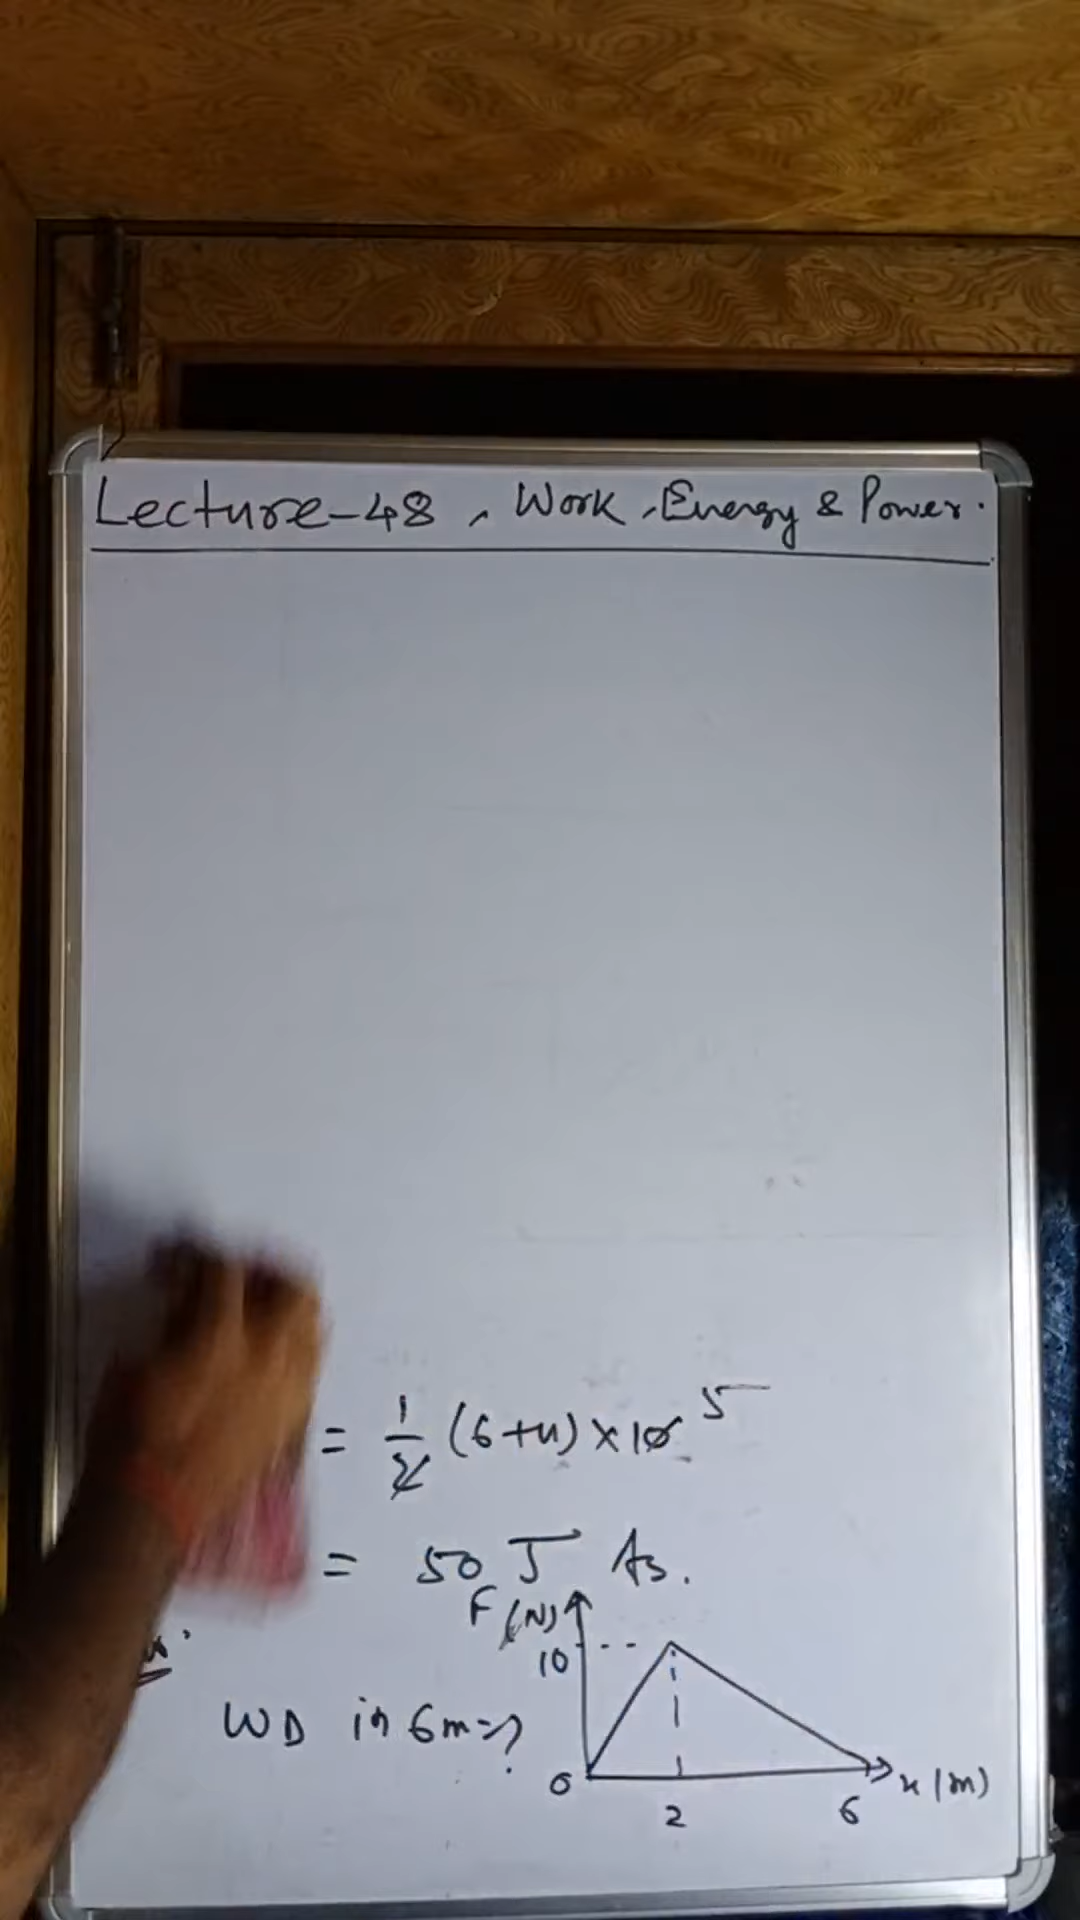 Lecture-48, Work, Energy & Power.
= 1/2 (6+4) × 10 5
= 50 J As.
F (N)
10
WD in 6m=?
0
x (m)
2
6